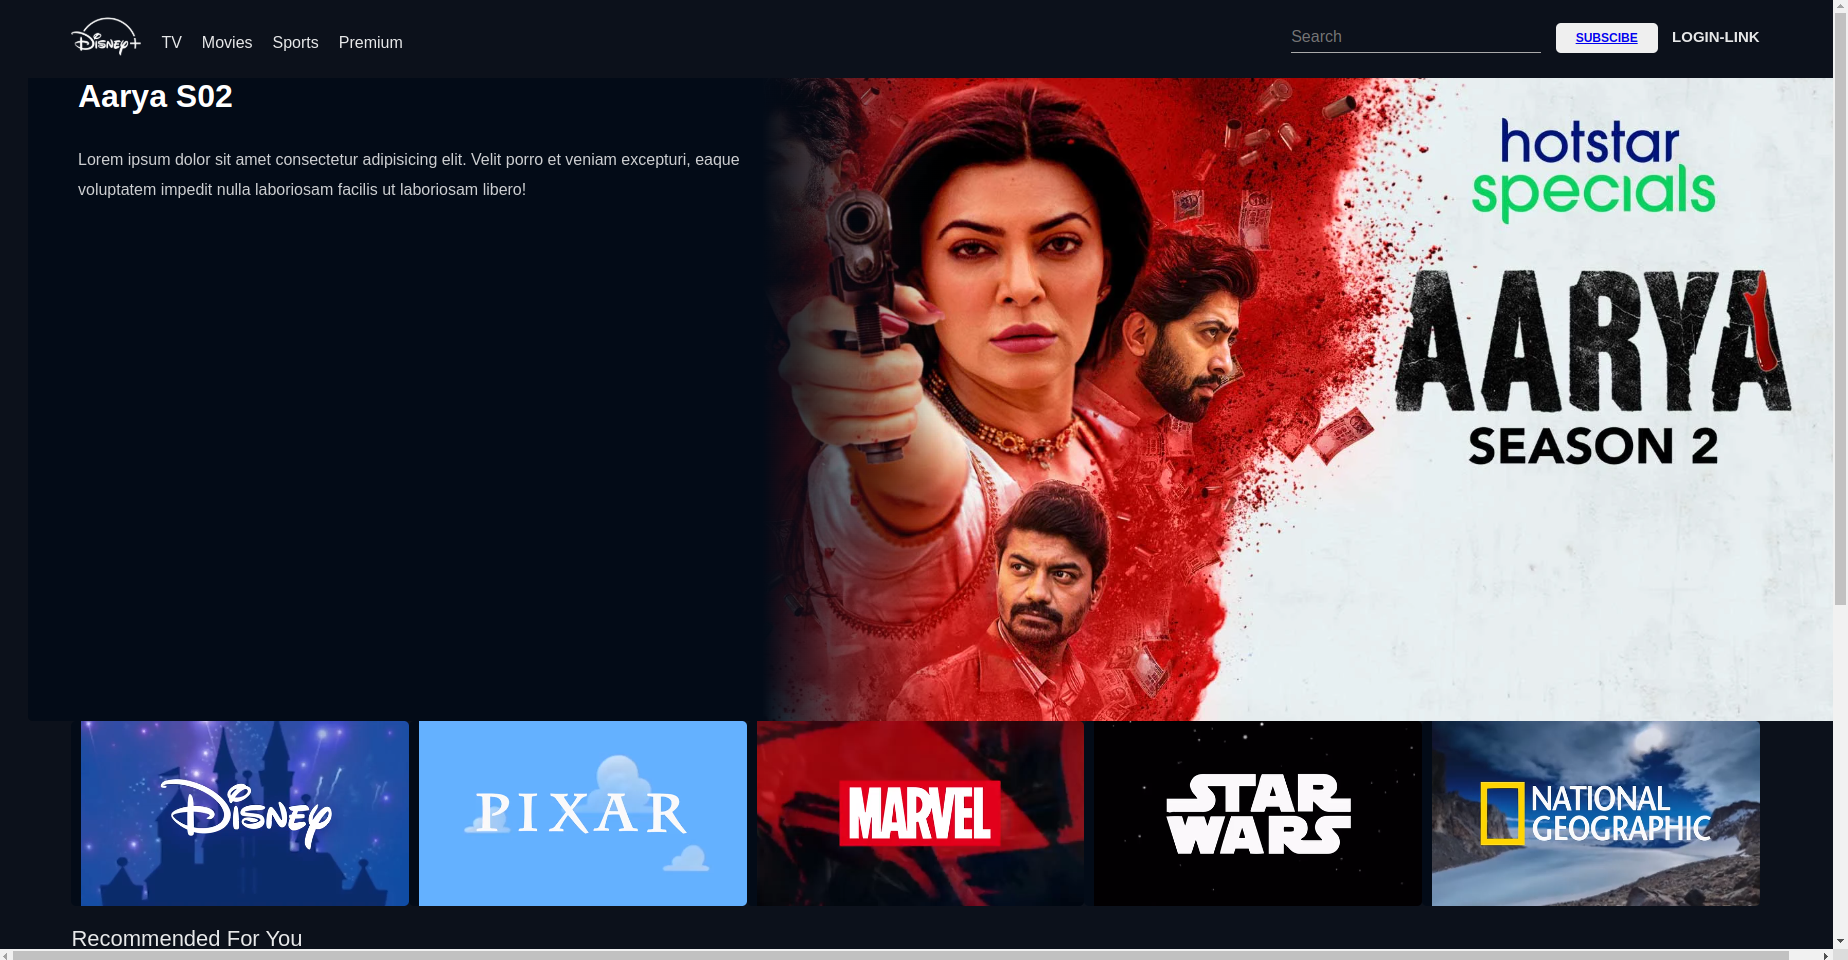 Disney+
TV
Movies
Sports
Premium
Search
SUBSCIBE
LOGIN-LINK
Aarya S02
Lorem ipsum dolor sit amet consectetur adipisicing elit. Velit porro et veniam excepturi, eaque
voluptatem impedit nulla laboriosam facilis ut laboriosam libero!
hotstar
specials
AARYA
SEASON 2
Disney
PIXAR
MARVEL
STAR
WARS
NATIONAL
GEOGRAPHIC
Recommended For You